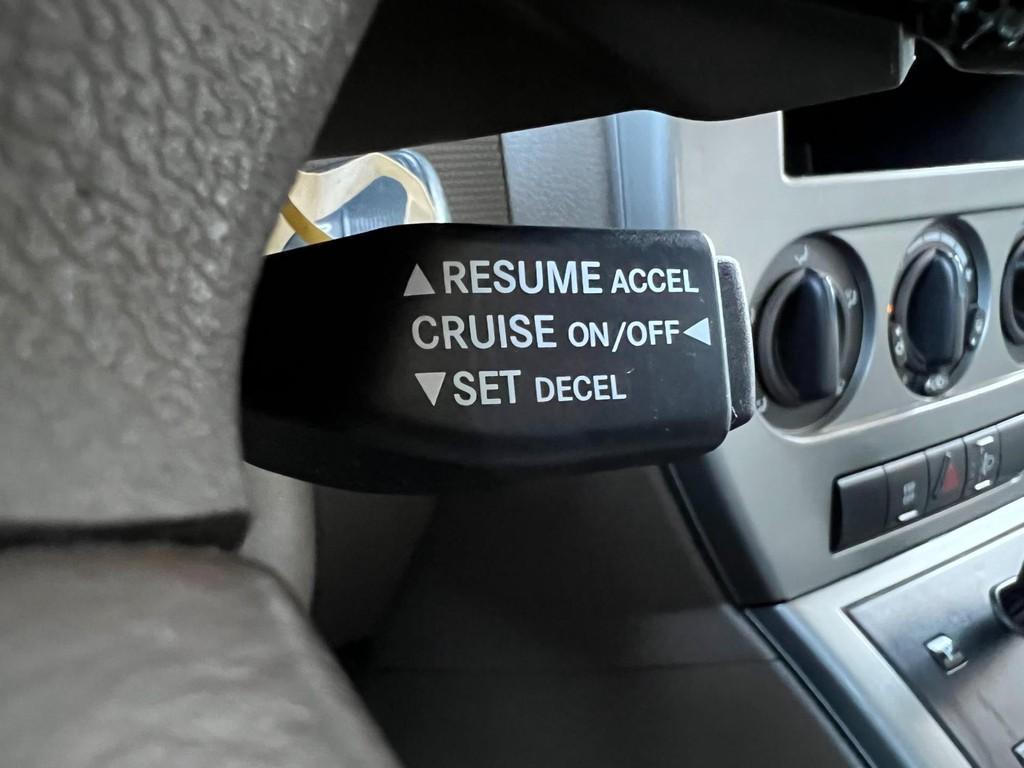 ▲RESUME ACCEL
CRUISE ON/OFF◀
▼SET DECEL